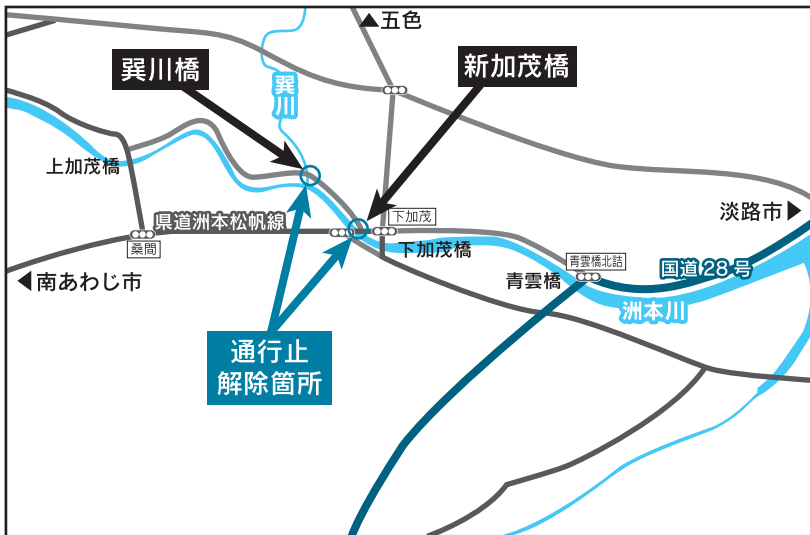 ▲五色
巽川橋
新加茂橋
巽川
上加茂橋
県道洲本松帆線
下加茂
淡路市▶
桑間
下加茂橋
◀南あわじ市
青雲橋北詰
青雲橋
国道28号
洲本川
通行止
解除箇所